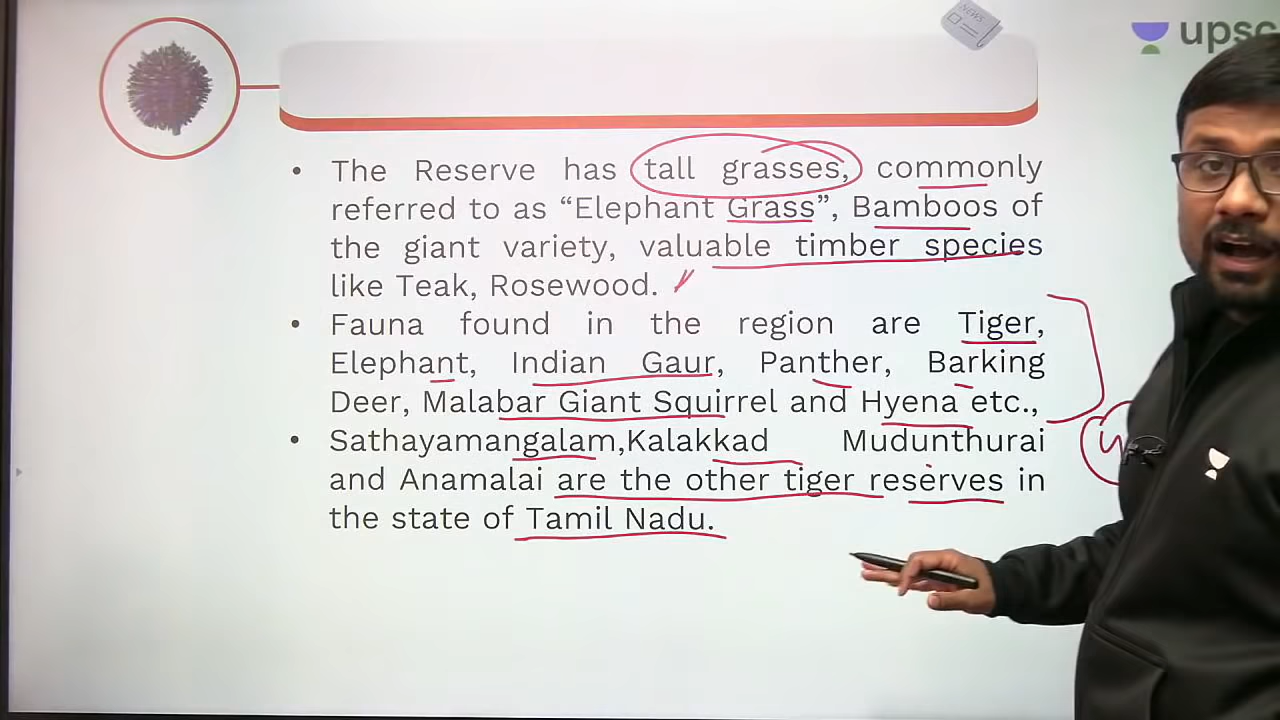 NEWS
upsc
• The Reserve has tall grasses, commonly
referred to as “Elephant Grass”, Bamboos of
the giant variety, valuable timber species
like Teak, Rosewood.
• Fauna found in the region are Tiger,
Elephant, Indian Gaur, Panther, Barking
Deer, Malabar Giant Squirrel and Hyena etc.,
• Sathayamangalam,Kalakkad Mudunthurai
and Anamalai are the other tiger reserves in
the state of Tamil Nadu.